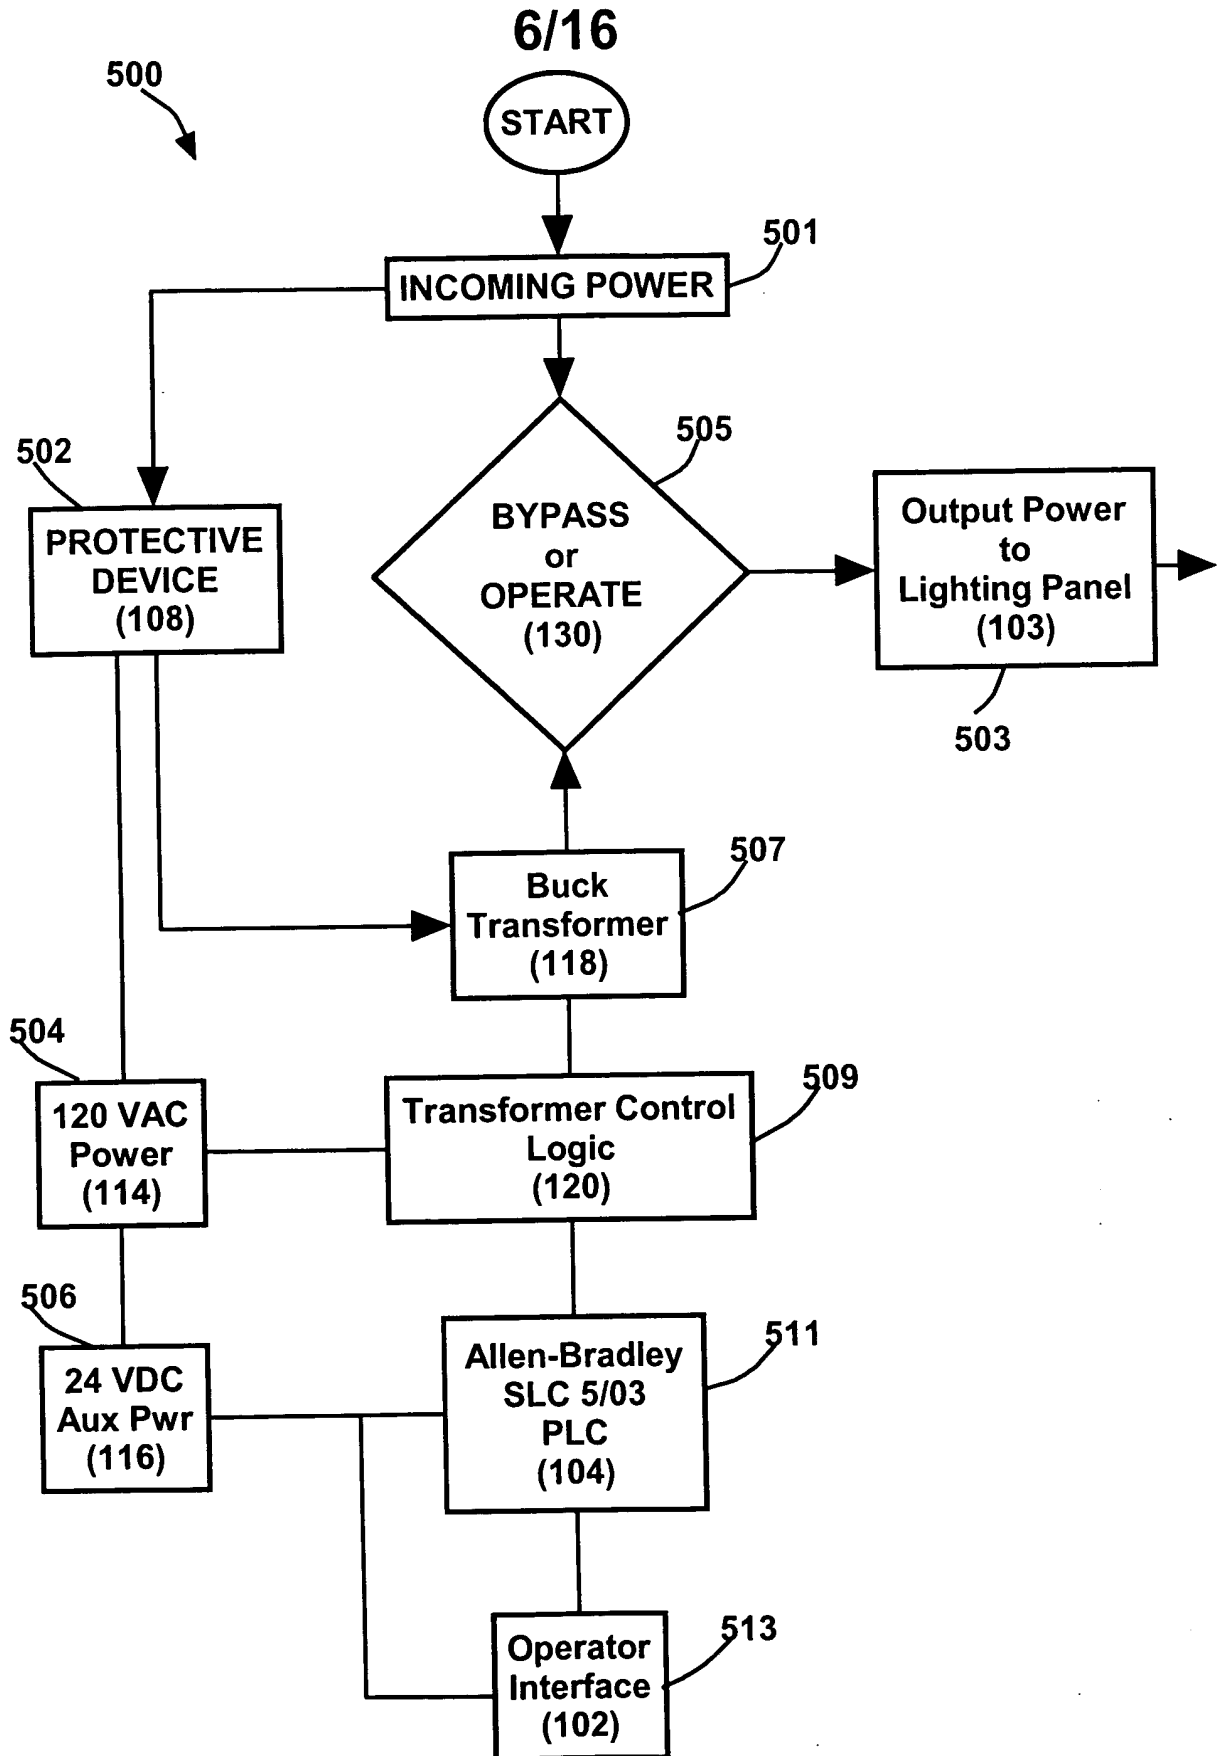 6/16
500
START
501
INCOMING POWER
502
505
PROTECTIVE
DEVICE
(108)
BYPASS
or
OPERATE
(130)
Output Power
to
Lighting Panel
(103)
503
507
Buck
Transformer
(118)
504
509
120 VAC
Power
(114)
Transformer Control
Logic
(120)
506
511
24 VDC
Aux Pwr
(116)
Allen-Bradley
SLC 5/03
PLC
(104)
513
Operator
Interface
(102)